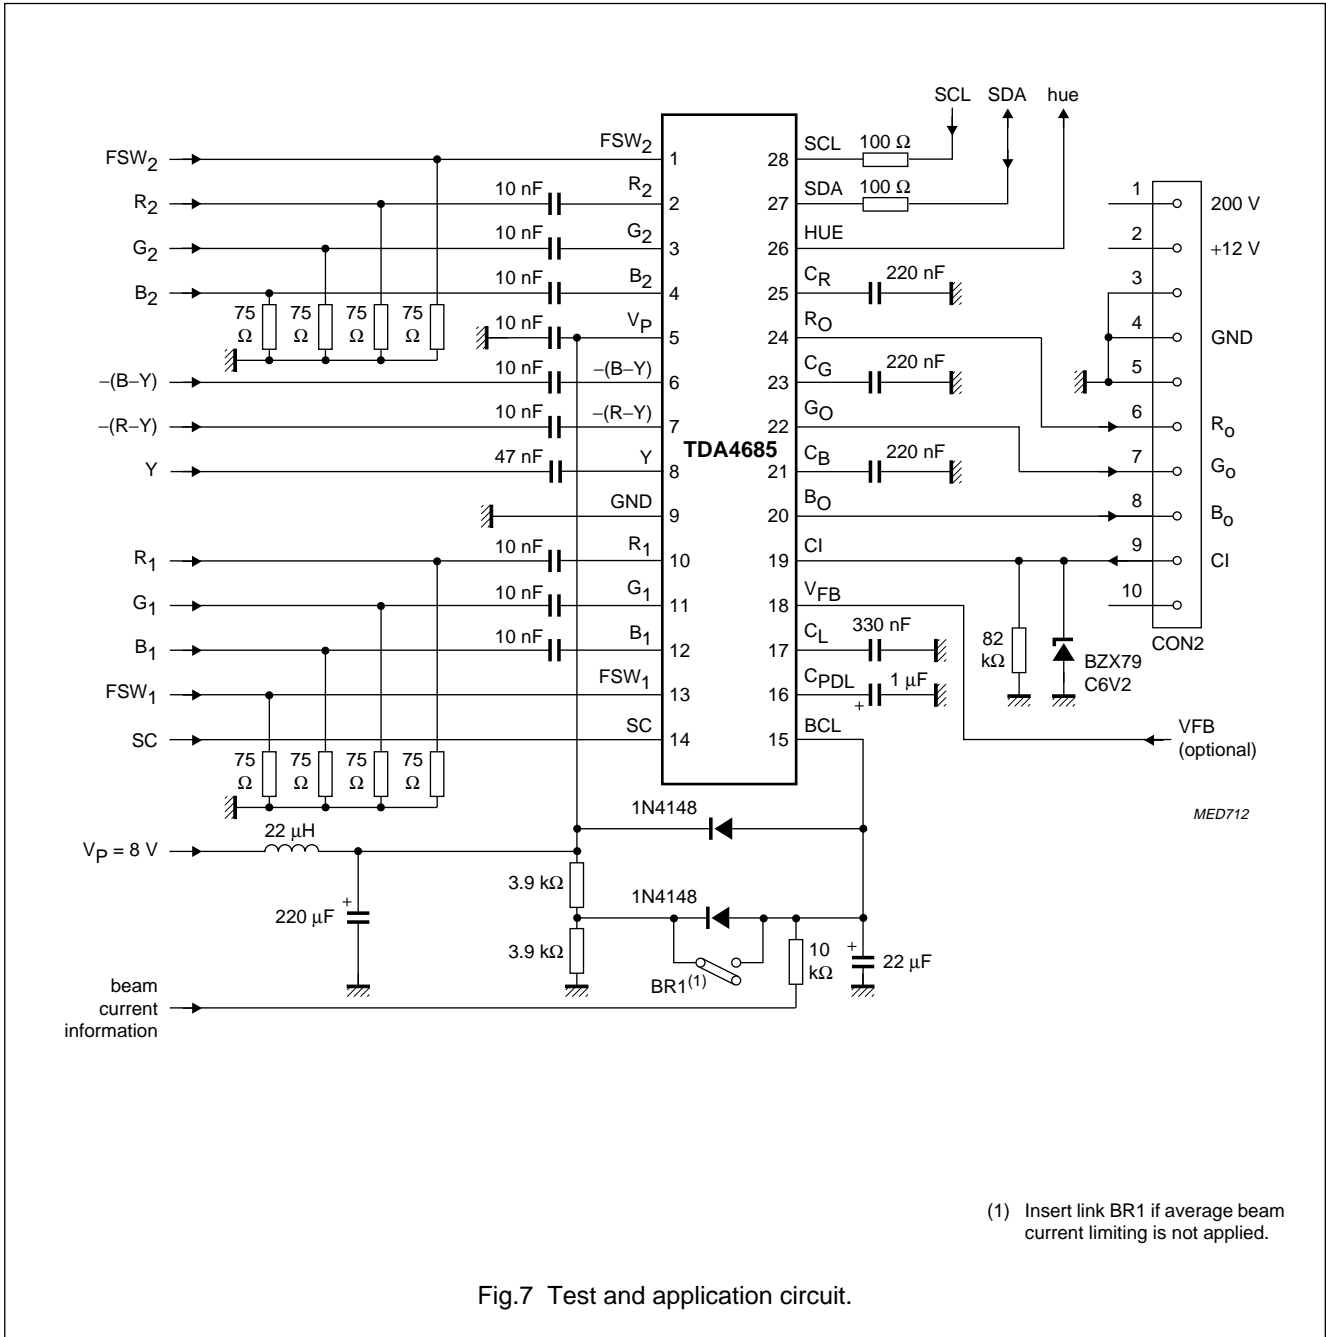 SCL SDA hue
FSW2 FSW2 1 28 SCL 100 Ω
R2 10 nF R2 2 27 SDA 100 Ω 1 200 V
G2 10 nF G2 3 26 HUE 2 +12 V
B2 10 nF B2 4 25 CR 220 nF 3
75 Ω 75 Ω 75 Ω 75 Ω
10 nF VP 5 24 RO 4 GND
−(B−Y) 10 nF −(B−Y) 6 23 CG 220 nF 5
−(R−Y) 10 nF −(R−Y) 7 22 GO 6 Ro
TDA4685
Y 47 nF Y 8 21 CB 220 nF 7 Go
GND 9 20 BO 8 Bo
R1 10 nF R1 10 19 CI 9 CI
G1 10 nF G1 11 18 VFB 10
B1 10 nF B1 12 17 CL 330 nF 82 kΩ CON2
BZX79
C6V2
FSW1 FSW1 13 16 CPDL + 1 µF
SC SC 14 15 BCL VFB
(optional)
75 Ω 75 Ω 75 Ω 75 Ω
1N4148
MED712
VP = 8 V 22 µH
3.9 kΩ 1N4148
220 µF +
3.9 kΩ BR1(1) 10 kΩ + 22 µF
beam
current
information
(1) Insert link BR1 if average beam
current limiting is not applied.
Fig.7 Test and application circuit.